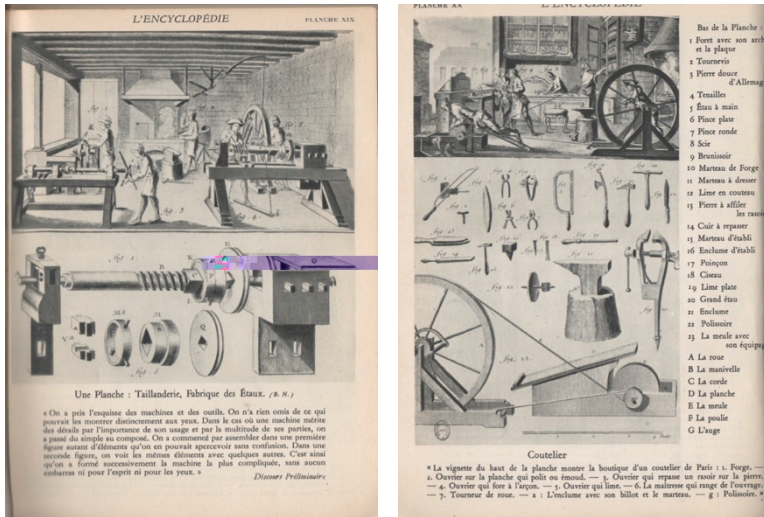 L'ENCYCLOPÉDIE
PLANCHE XIX
Une Planche : Taillanderie, Fabrique des Étaux. (B. N.)
« On a pris l'esquisse des machines et des outils. On n'a rien omis de ce qui
pouvait les montrer distinctement aux yeux. Dans le cas où une machine mérite
des détails par l'importance de son usage et par la multitude de ses parties, on
a passé du simple au composé. On a commencé par assembler dans une première
figure autant d'éléments qu'on en pouvait apercevoir sans confusion. Dans une
seconde figure, on voit les mêmes éléments avec quelques autres. C'est ainsi
qu'on a formé successivement la machine la plus compliquée, sans aucun
embarras ni pour l'esprit ni pour les yeux. »
Discours Préliminaire
PLANCHE XX
L'ENCYCLOPÉDIE
Bas de la Planche :
1 Foret avec son arch
et la plaque
2 Tournevis
3 Pierre douce
d'Allemag
4 Tenailles
5 Étau à main
6 Pince plate
7 Pince ronde
8 Scie
9 Brunissoir
10 Marteau de Forge
11 Marteau à dresser
12 Lime en couteau
13 Pierre à affiler
les rasoi
14 Cuir à repasser
15 Marteau d'établi
16 Enclume d'établi
17 Poinçon
18 Ciseau
19 Lime plate
20 Grand étau
21 Enclume
22 Polissoire
23 La meule avec
son équipag
A La roue
B La manivelle
C La corde
D La planche
E La meule
F La poulie
G L'auge
Coutelier
* La vignette du haut de la planche montre la boutique d'un coutelier de Paris : 1. Forge. —
2. Ouvrier sur la planche qui polit ou émoud. — 3. Ouvrier qui repasse un rasoir sur la pierre.
— 4. Ouvrier qui fore à l'arçon. — 5. Ouvrier qui lime. — 6. La maîtresse qui range de l'ouvrage.
— 7. Tourneur de roue. — a : L'enclume avec son billot et le marteau. — g : Polissoire. *